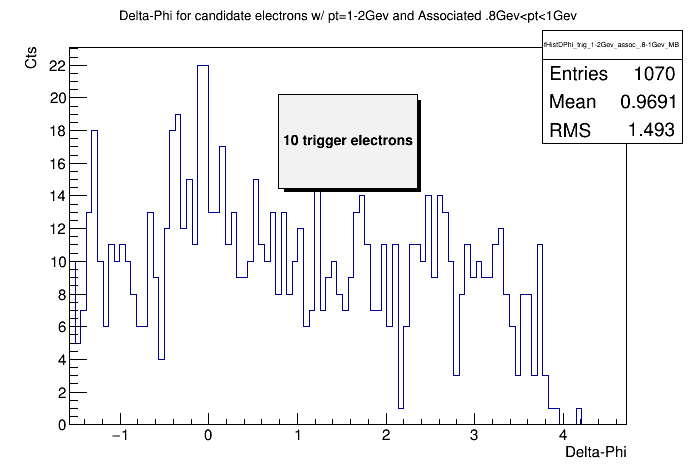 Delta-Phi for candidate electrons w/ pt=1-2Gev and Associated .8Gev<pt<1Gev
fHistDPhi_trig_1-2Gev_assoc_.8-1Gev_MB
Entries 1070
Mean 0.9691
RMS 1.493
Cts
10 trigger electrons
22
20
18
16
14
12
10
8
6
4
2
0
−1 0 1 2 3 4
Delta-Phi